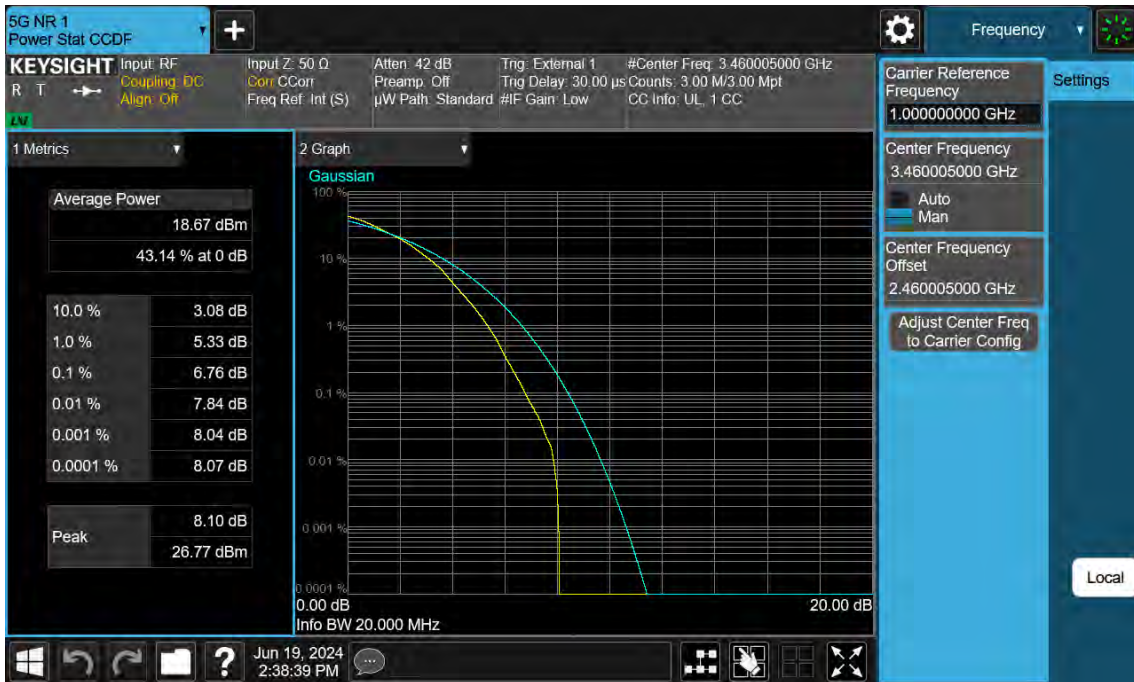 5G NR 1
Power Stat CCDF
Frequency
KEYSIGHT
R T
LNI
Input: RF
Coupling: DC
Align: Off
Input Z: 50 Ω
Corr CCorr
Freq Ref: Int (S)
Atten: 42 dB
Preamp: Off
µW Path: Standard
Trig: External 1
Trig Delay: 30.00 µs
#IF Gain: Low
#Center Freq: 3.460005000 GHz
Counts: 3.00 M/3.00 Mpt
CC Info: UL, 1 CC
1 Metrics
Average Power
18.67 dBm
43.14 % at 0 dB
10.0 % 3.08 dB
1.0 % 5.33 dB
0.1 % 6.76 dB
0.01 % 7.84 dB
0.001 % 8.04 dB
0.0001 % 8.07 dB
Peak
8.10 dB
26.77 dBm
2 Graph
Gaussian
100 %
10 %
1 %
0.1 %
0.01 %
0.001 %
0.0001 %
0.00 dB 20.00 dB
Info BW 20.000 MHz
Carrier Reference
Frequency
1.000000000 GHz
Center Frequency
3.460005000 GHz
Auto
Man
Center Frequency
Offset
2.460005000 GHz
Adjust Center Freq
to Carrier Config
Settings
Local
?
Jun 19, 2024
2:38:39 PM